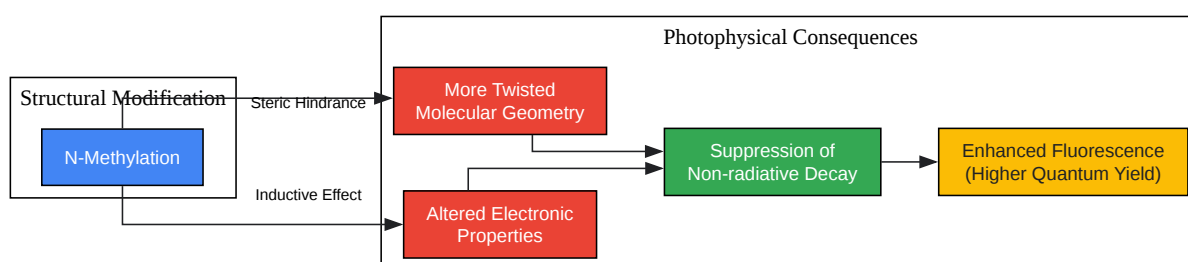 Photophysical Consequences
Structural Modification
Steric Hindrance
More Twisted
Molecular Geometry
N-Methylation
Suppression of
Non-radiative Decay
Enhanced Fluorescence
(Higher Quantum Yield)
Inductive Effect
Altered Electronic
Properties